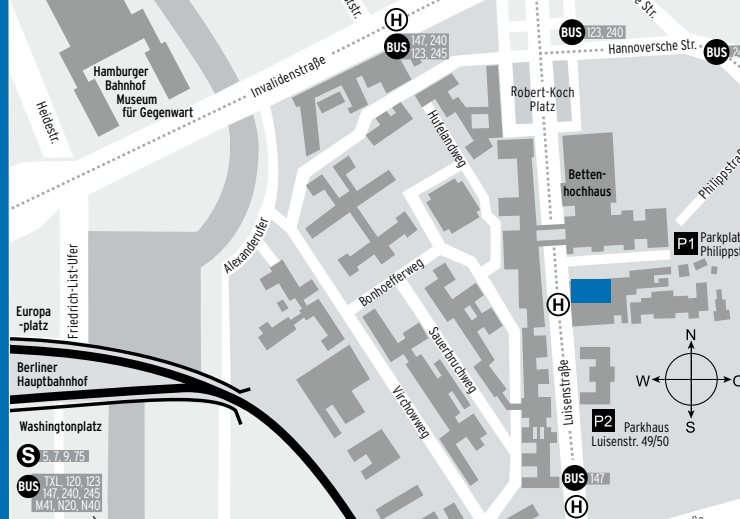 H
BUS 147, 240
123, 245
BUS 123, 240
Hannoversche Str.
BUS
Hamburger
Bahnhof
Museum
für Gegenwart
Invalidenstraße
Heidestr.
Robert-Koch
Platz
Hufelandweg
Betten-
hochhaus
P1 Parkplat
Philippst
Alexanderufer
Friedrich-List-Ufer
Bonhoefferweg
Europa
-platz
H
Sauerbruchweg
Luisenstraße
N
W
O
S
Berliner
Hauptbahnhof
Virchowweg
P2 Parkhaus
Luisenstr. 49/50
Washingtonplatz
S 5, 7, 9, 75
BUS TXL, 120, 123
147, 240, 245
M41, N20, N40
BUS 147
H